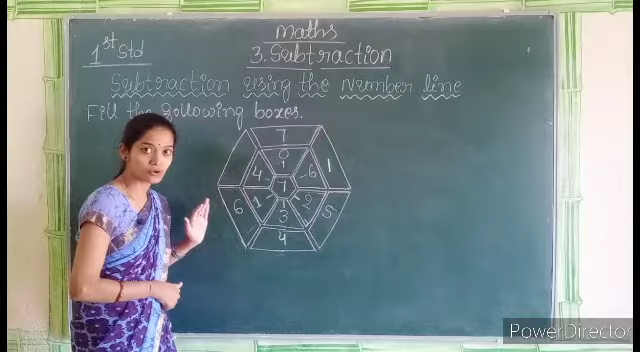 Maths
1st Std
3. Subtraction
Subtraction using the Number line
Fill the following boxes.
7
0
4 6 1
7
6 1 2 5
3
4
PowerDirector